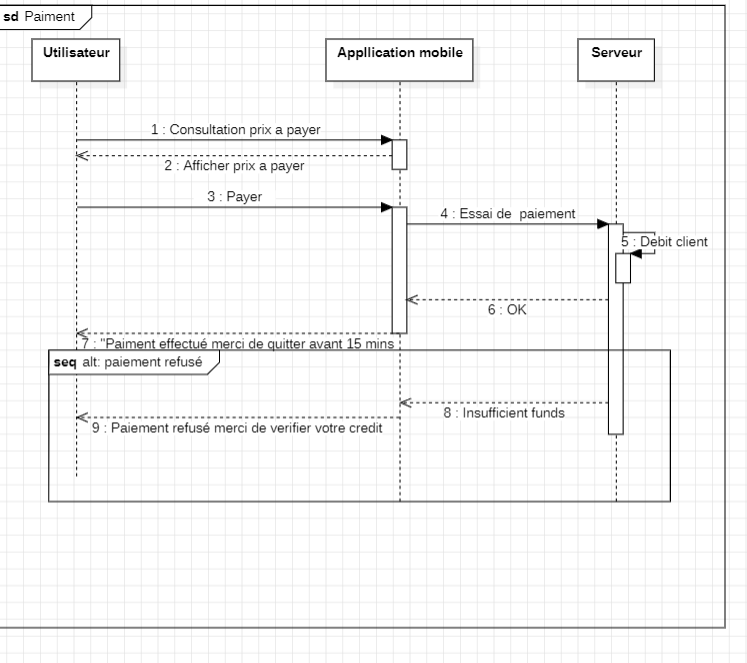 sd Paiment
Utilisateur
Appllication mobile
Serveur
1 : Consultation prix a payer
2 : Afficher prix a payer
3 : Payer
4 : Essai de  paiement
5 : Debit client
6 : OK
7 : "Paiment effectué merci de quitter avant 15 mins
seq alt: paiement refusé
8 : Insufficient funds
9 : Paiement refusé merci de verifier votre credit